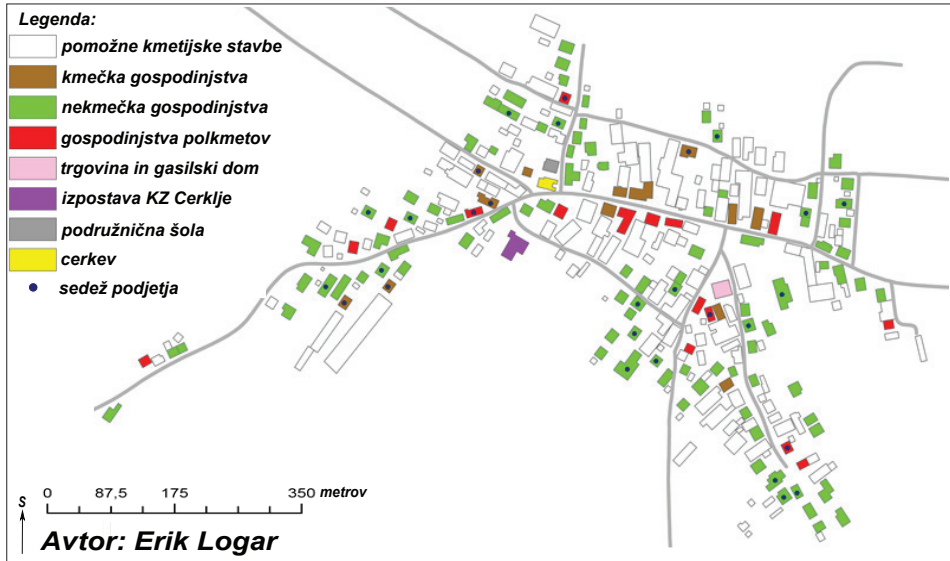 Legenda:
pomožne kmetijske stavbe
kmečka gospodinjstva
nekmečka gospodinjstva
gospodinjstva polkmetov
trgovina in gasilski dom
izpostava KZ Cerklje
podružnična šola
cerkev
sedež podjetja
S
0 87,5 175 350 metrov
Avtor: Erik Logar